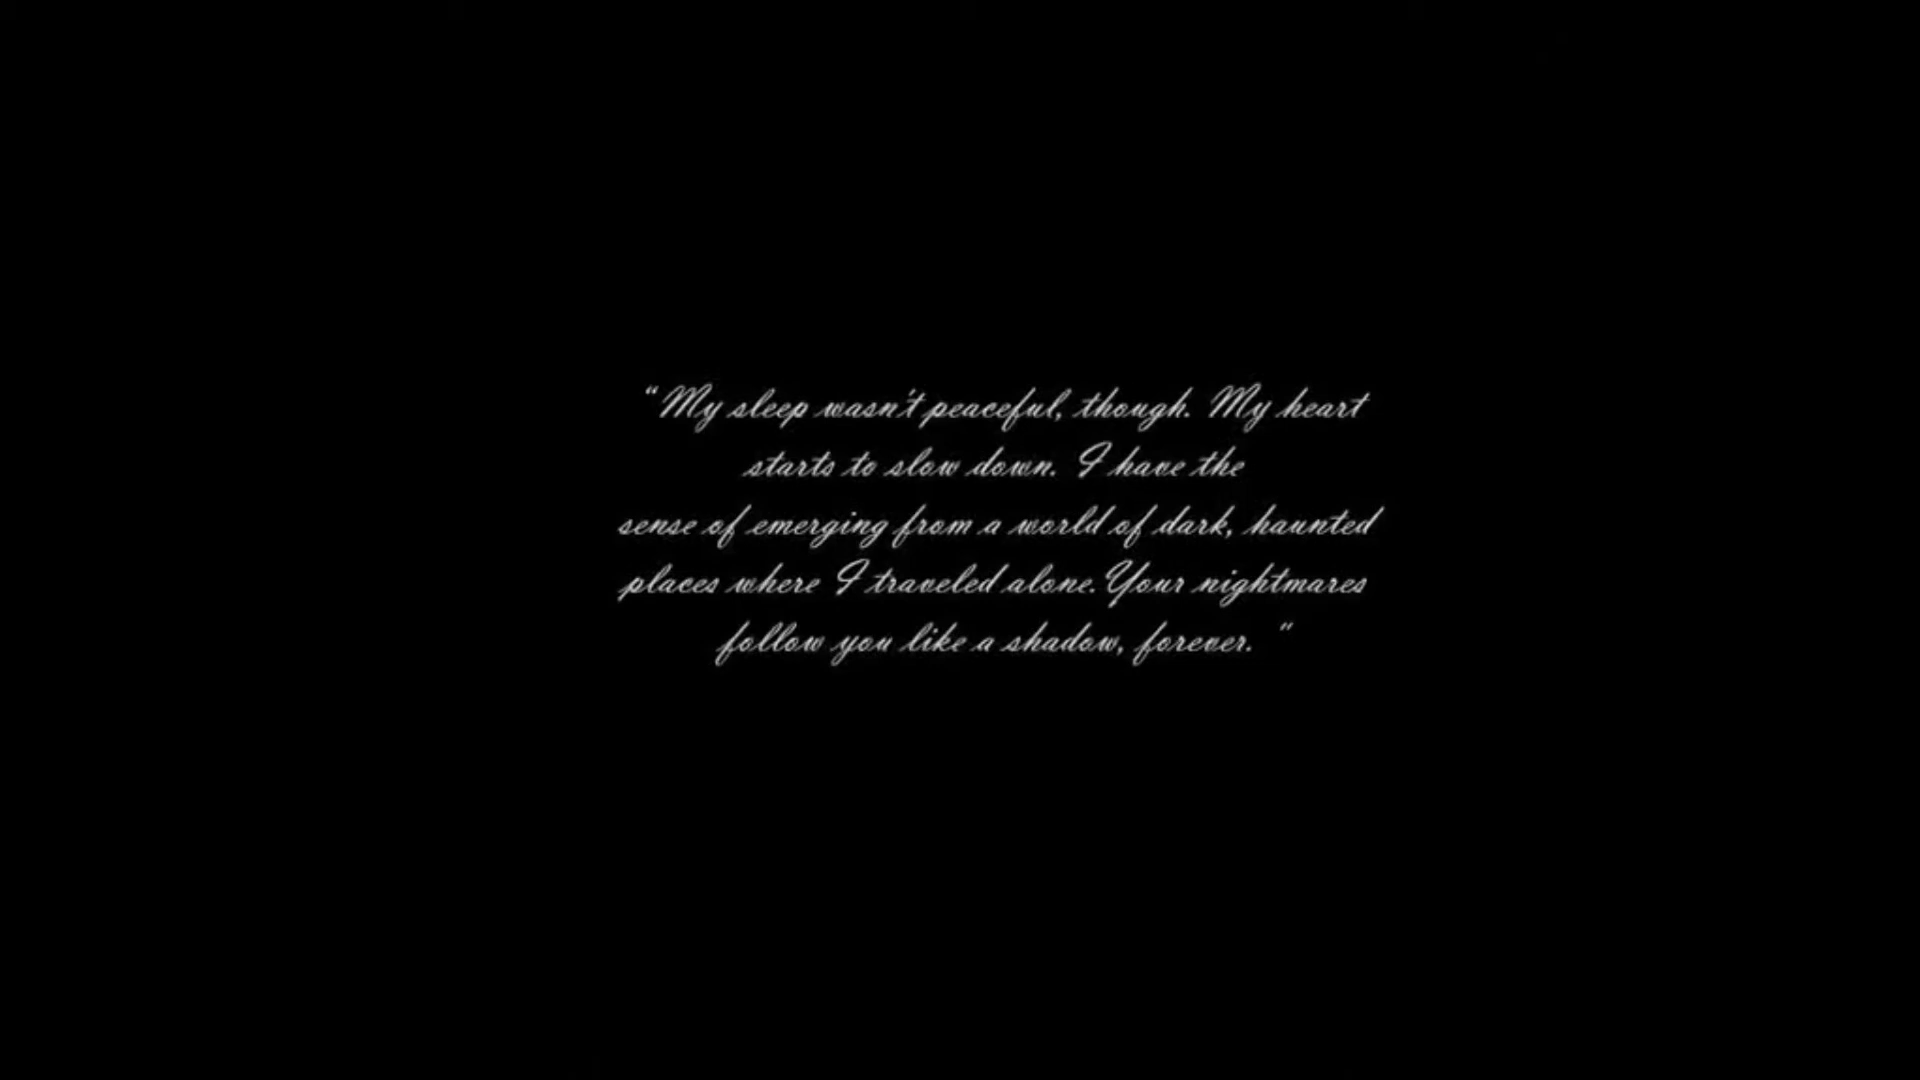 “My sleep wasn't peaceful, though. My heart
starts to slow down. I have the
sense of emerging from a world of dark, haunted
places where I traveled alone. Your nightmares
follow you like a shadow, forever. ”